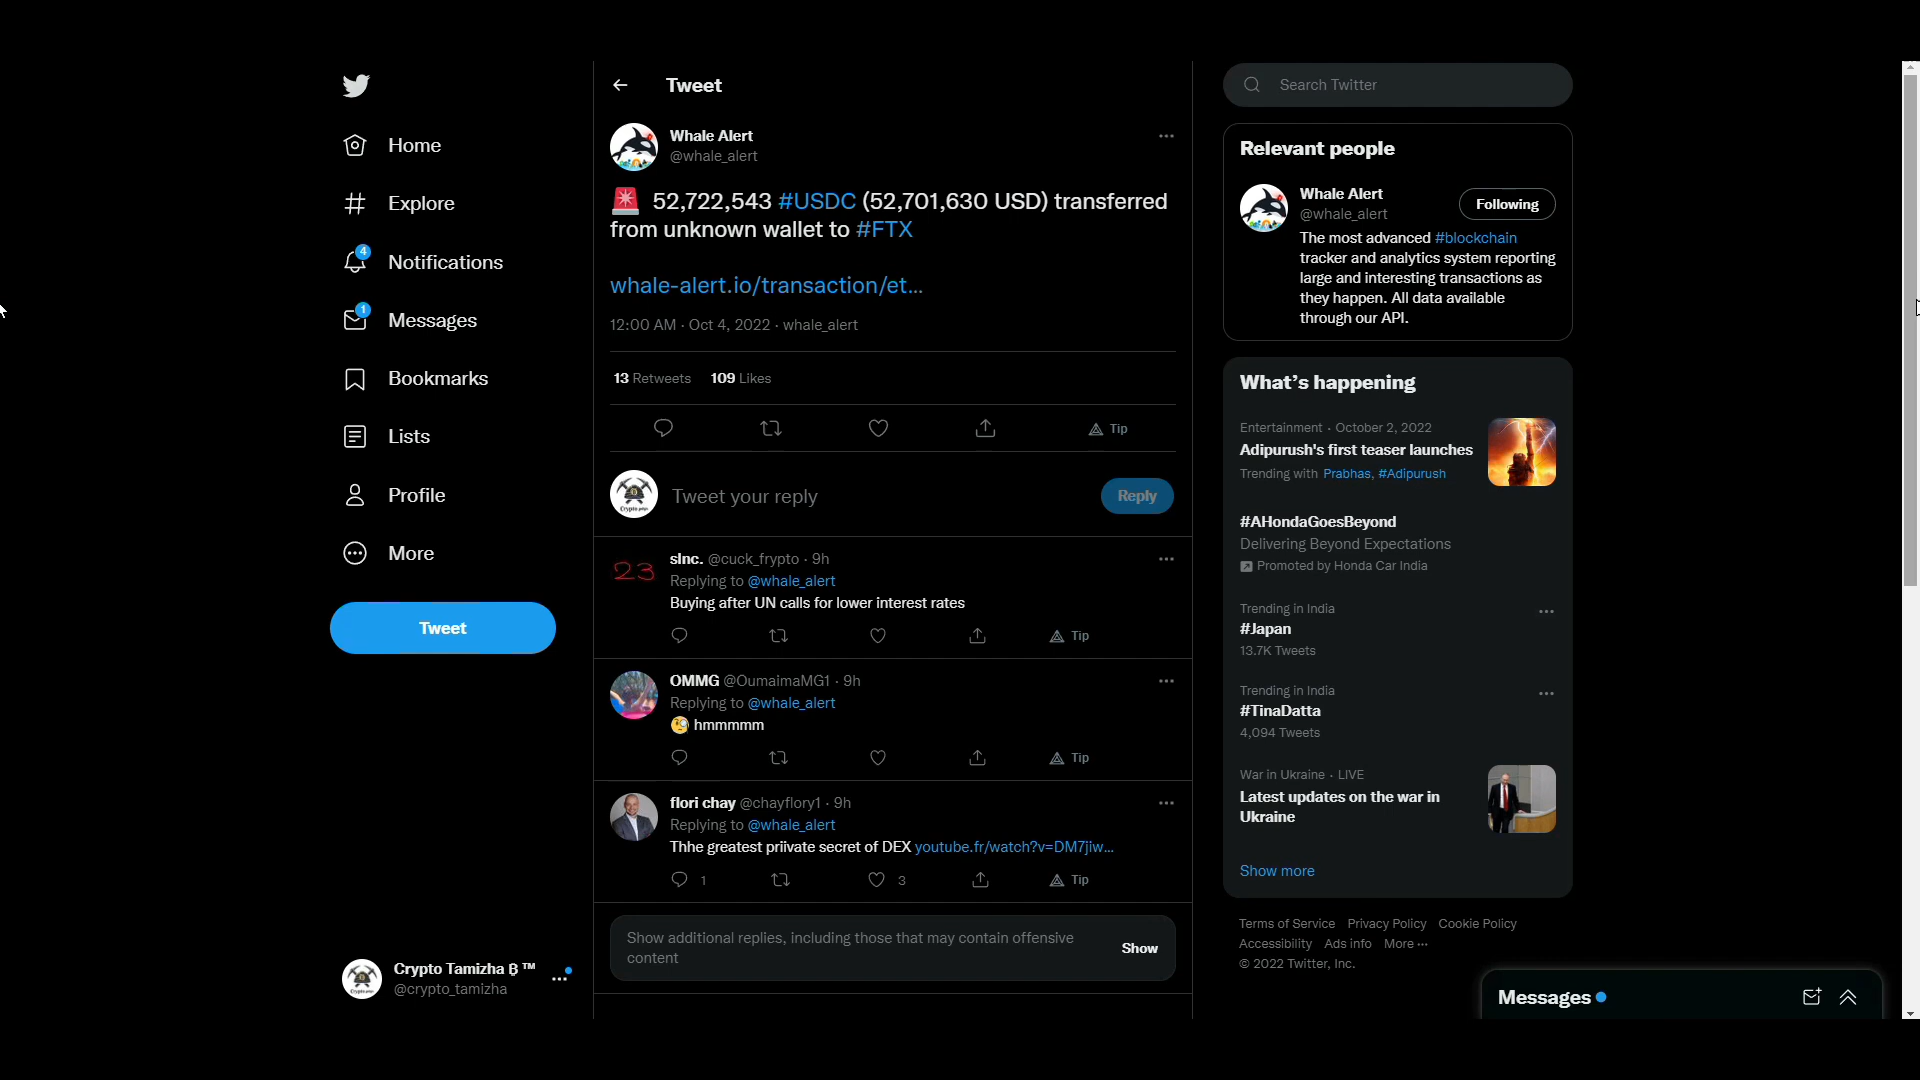 Home
Explore
4
Notifications
1
Messages
Bookmarks
Lists
Profile
More
Tweet
Crypto Tamizha ₿ ™
@crypto_tamizha
Tweet
Whale Alert
@whale_alert
🚨 52,722,543 #USDC (52,701,630 USD) transferred
from unknown wallet to #FTX
whale-alert.io/transaction/et...
12:00 AM · Oct 4, 2022 · whale_alert
13 Retweets 109 Likes
Tip
Tweet your reply
Reply
23
sInc. @cuck_frypto · 9h
Replying to @whale_alert
Buying after UN calls for lower interest rates
Tip
OMMG @OumaimaMG1 · 9h
Replying to @whale_alert
🧐 hmmmmm
Tip
flori chay @chayflory1 · 9h
Replying to @whale_alert
Thhe greatest private secret of DEX youtube.fr/watch?v=DM7jiw...
1 3 Tip
Show additional replies, including those that may contain offensive
content
Show
Search Twitter
Relevant people
Whale Alert
@whale_alert
Following
The most advanced #blockchain
tracker and analytics system reporting
large and interesting transactions as
they happen. All data available
through our API.
What's happening
Entertainment · October 2, 2022
Adipurush's first teaser launches
Trending with Prabhas, #Adipurush
#AHondaGoesBeyond
Delivering Beyond Expectations
Promoted by Honda Car India
Trending in India
#Japan
13.7K Tweets
Trending in India
#TinaDatta
4,094 Tweets
War in Ukraine · LIVE
Latest updates on the war in
Ukraine
Show more
Terms of Service Privacy Policy Cookie Policy
Accessibility Ads info More ...
© 2022 Twitter, Inc.
Messages